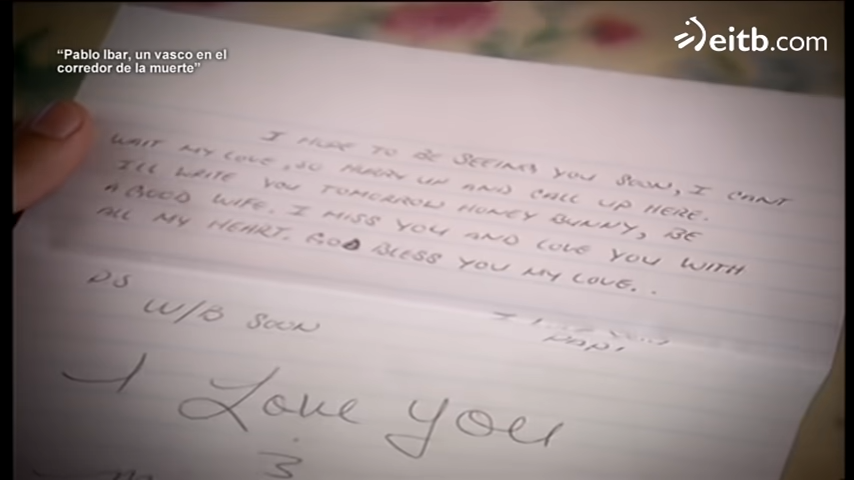 "Pablo Ibar, un vasco en el
corredor de la muerte"
eitb.com
I HOPE TO BE SEEING YOU SOON, I CANT
WAIT MY LOVE, SO HURRY UP AND CALL UP HERE.
I'LL WRITE YOU TOMORROW HONEY BUNNY, BE
A GOOD WIFE. I MISS YOU AND LOVE YOU WITH
ALL MY HEART. GOD BLESS YOU MY LOVE..
PS
W/B SOON
I
PAPI
I Love you